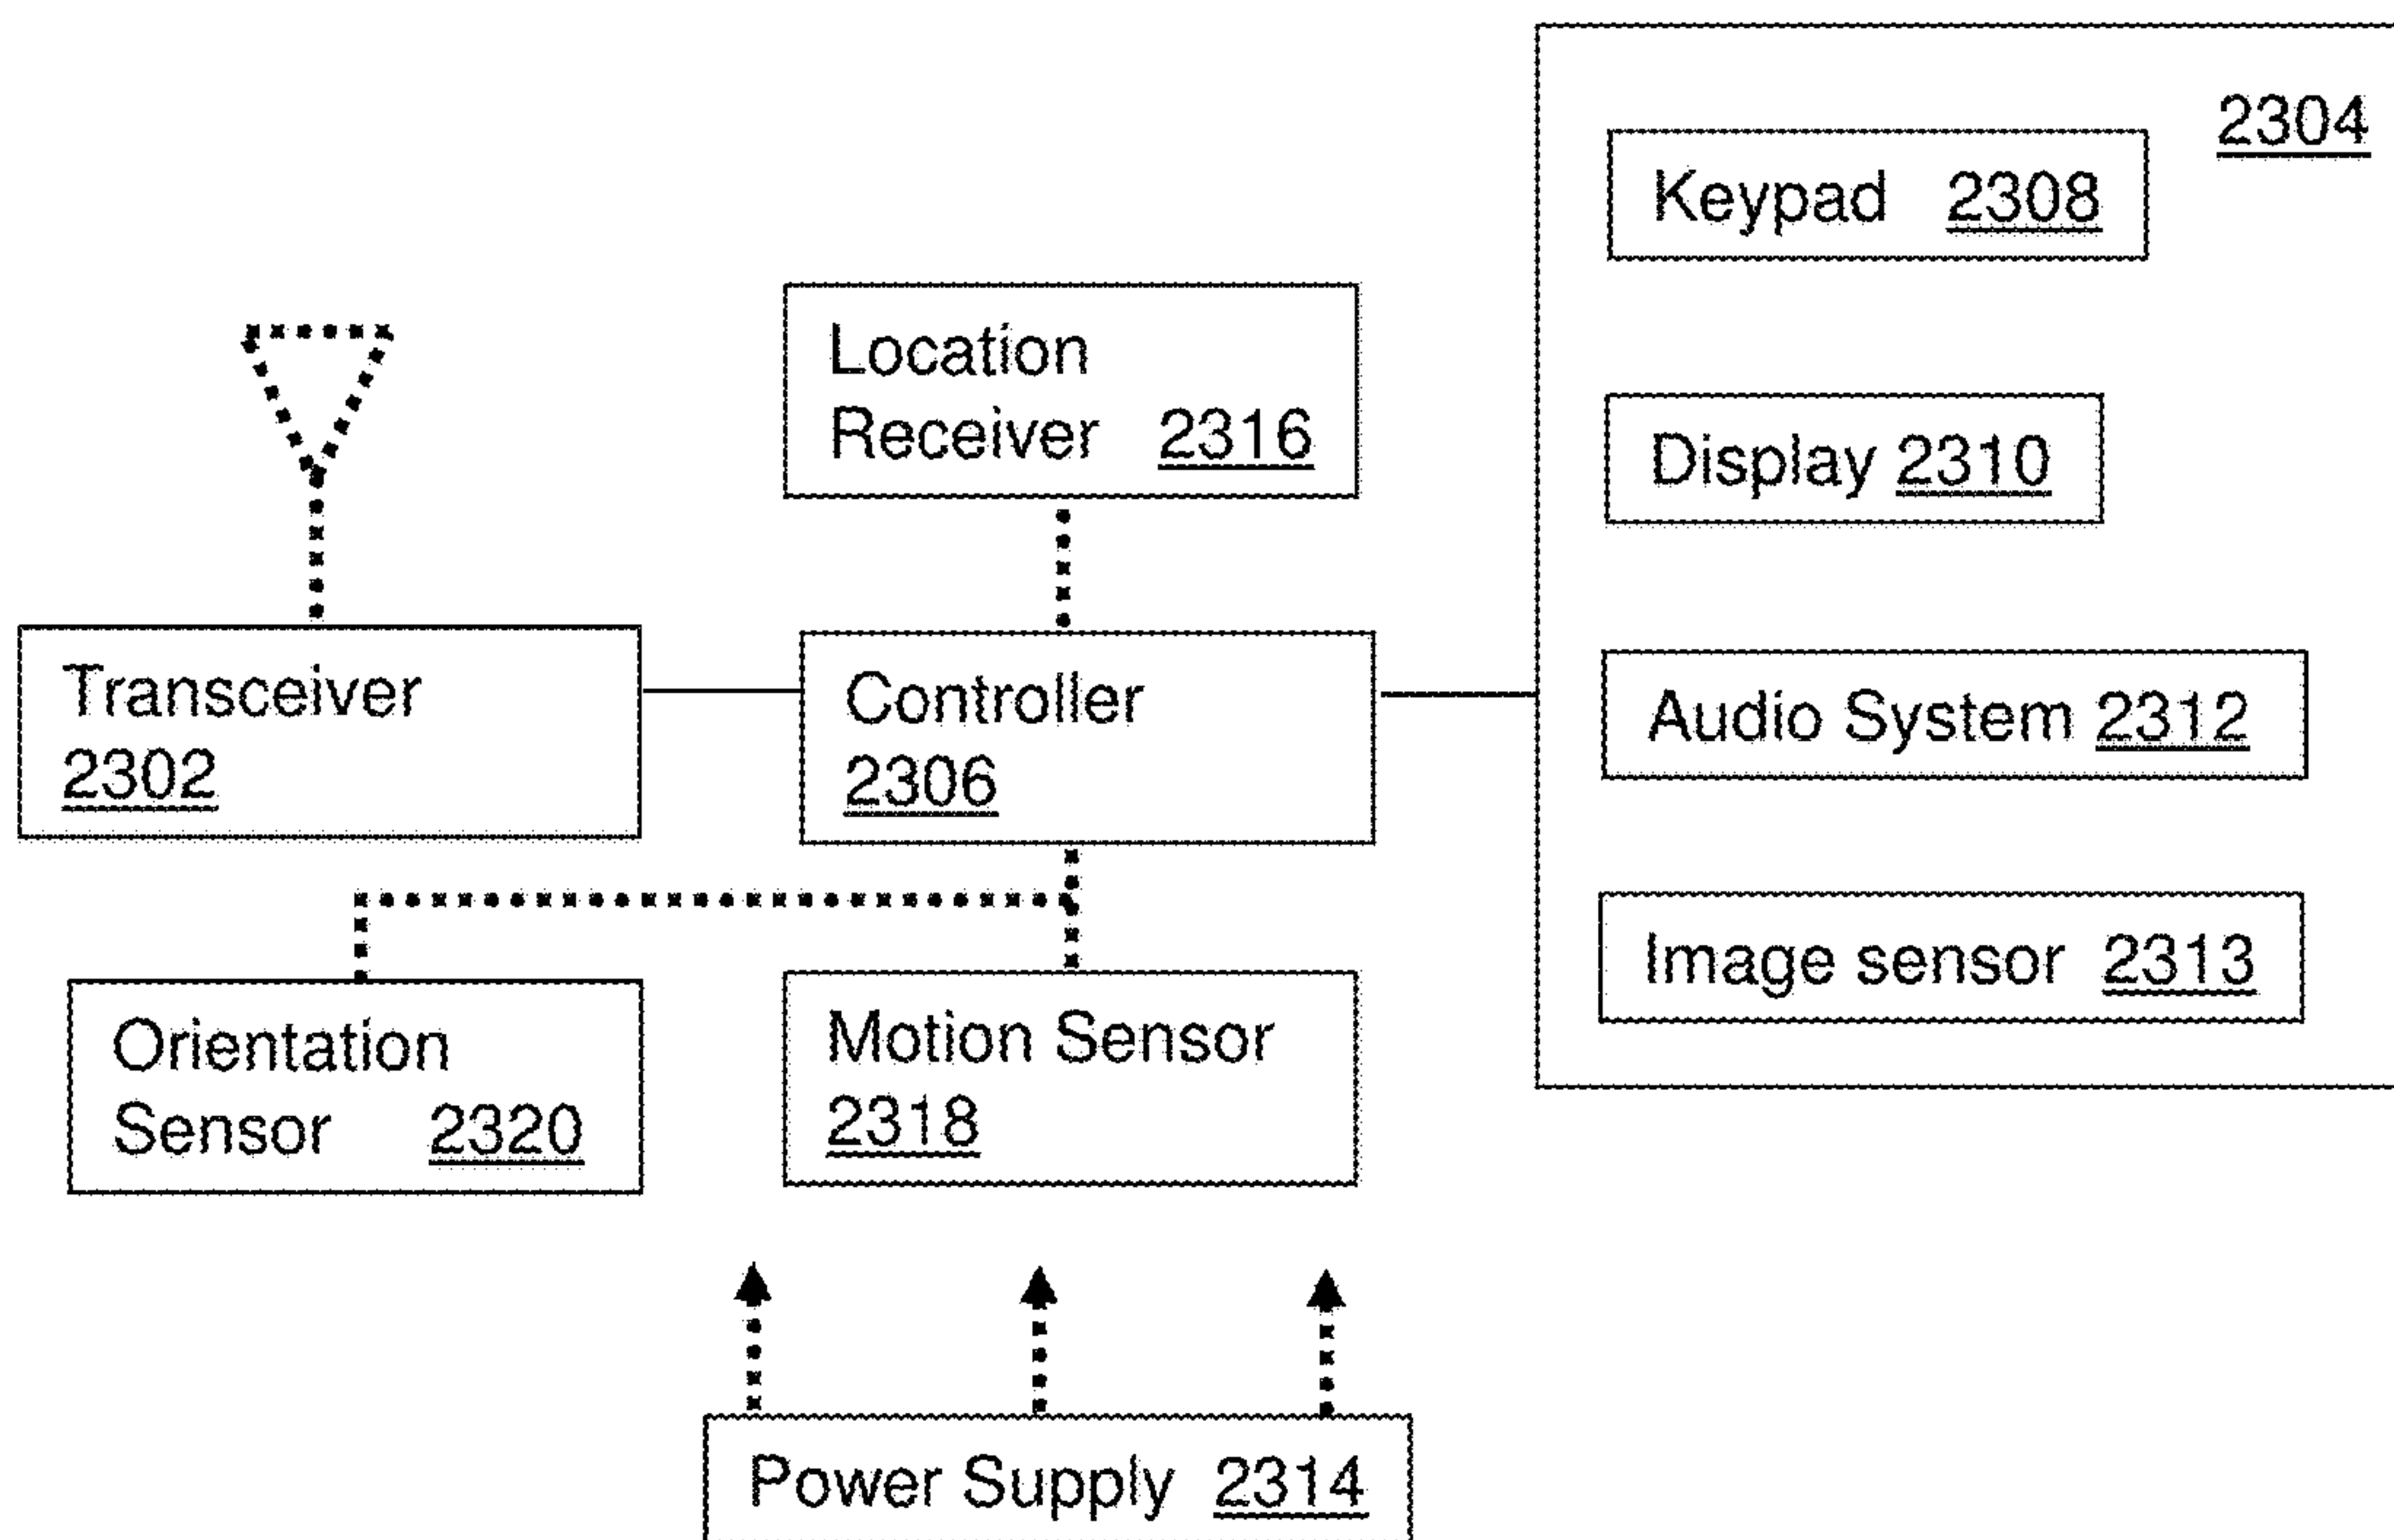 2304
Keypad 2308
Location
Receiver 2316
Display 2310
Transceiver
2302
Controller
2306
Audio System 2312
Image sensor 2313
Orientation
Sensor 2320
Motion Sensor
2318
Power Supply 2314